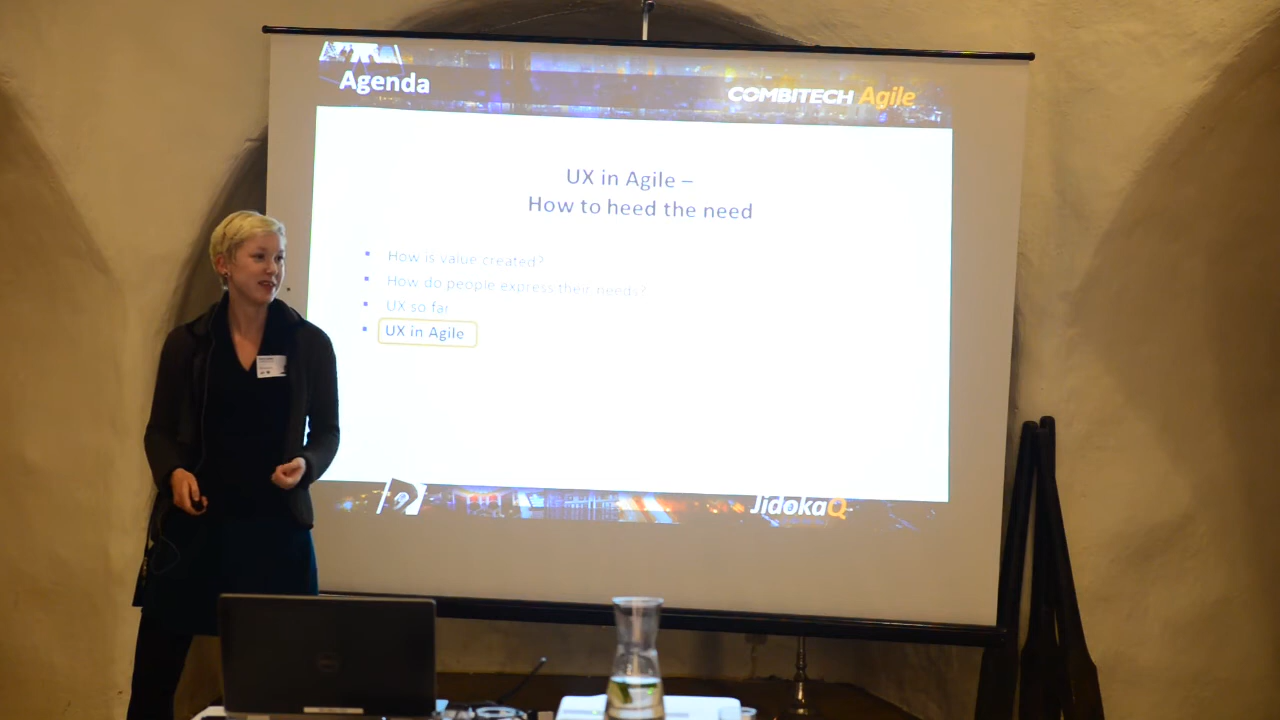 Agenda
COMBITECH Agile
UX in Agile –
How to heed the need
How is value created?
How do people express their needs?
UX so far
UX in Agile
JidokaQ